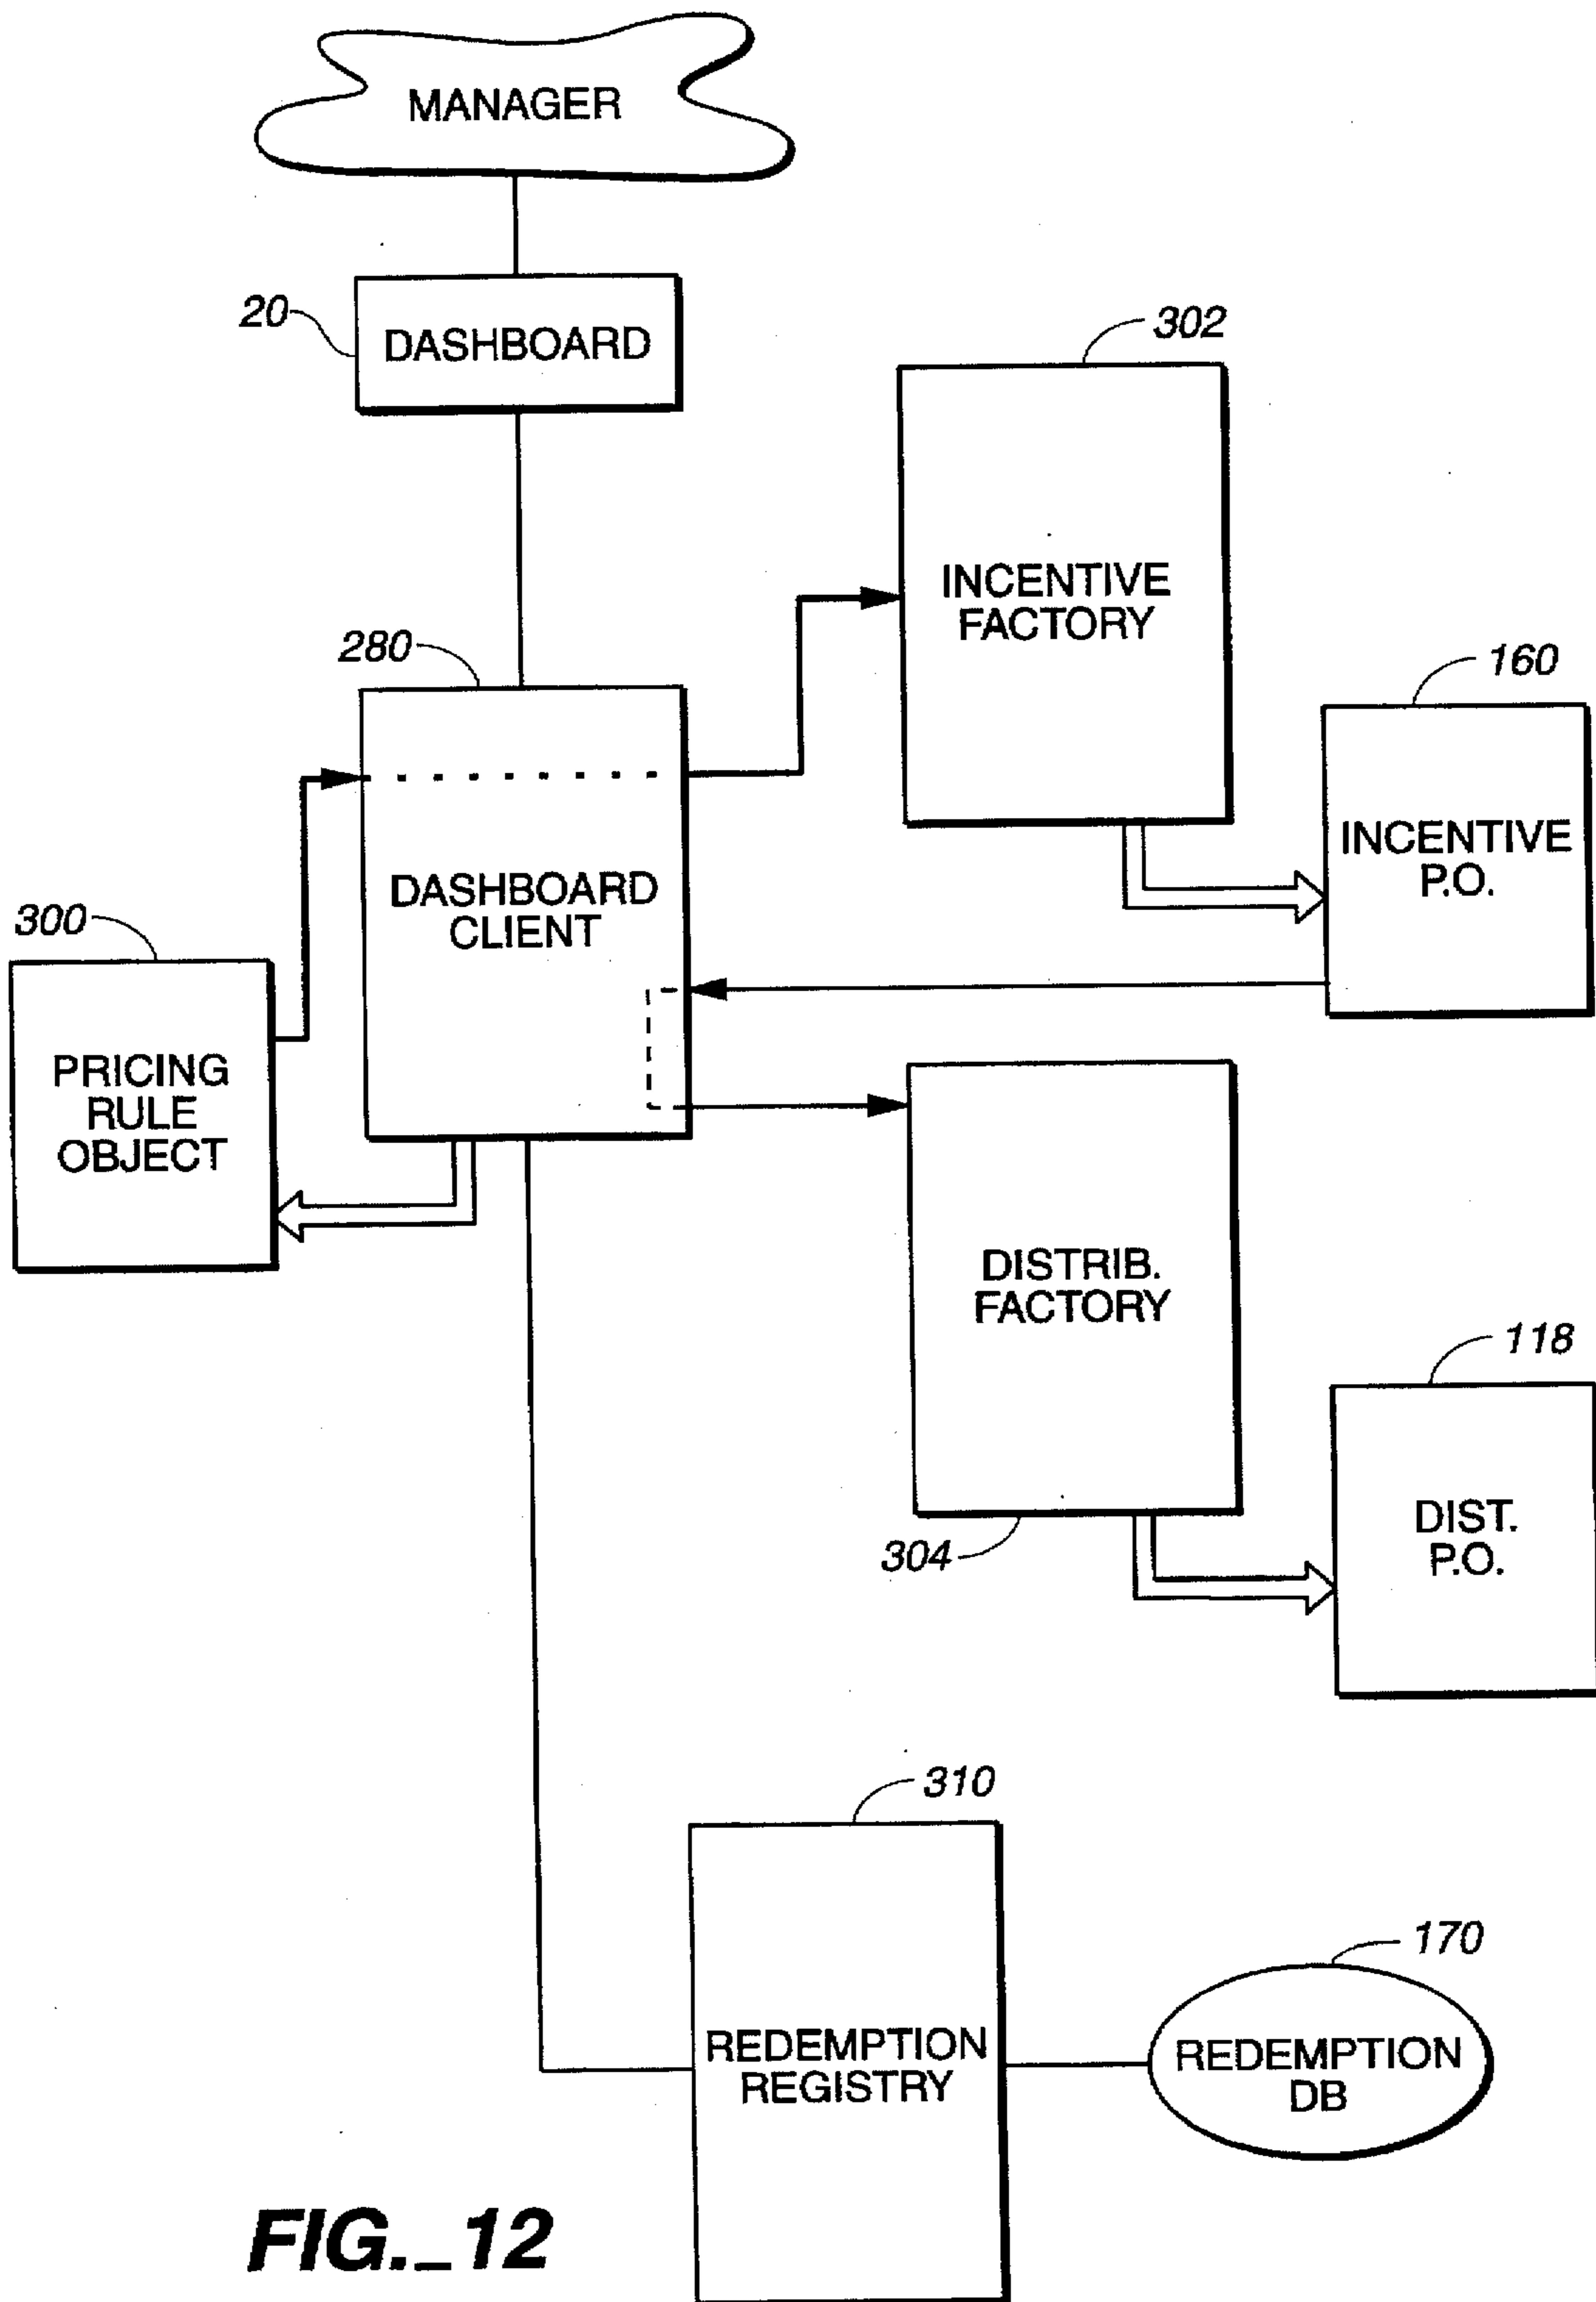 MANAGER
20
DASHBOARD
302
INCENTIVE
FACTORY
280
160
DASHBOARD
CLIENT
INCENTIVE
P.O.
300
PRICING
RULE
OBJECT
DISTRIB.
FACTORY
304
118
DIST.
P.O.
310
REDEMPTION
REGISTRY
170
REDEMPTION
DB
FIG._12